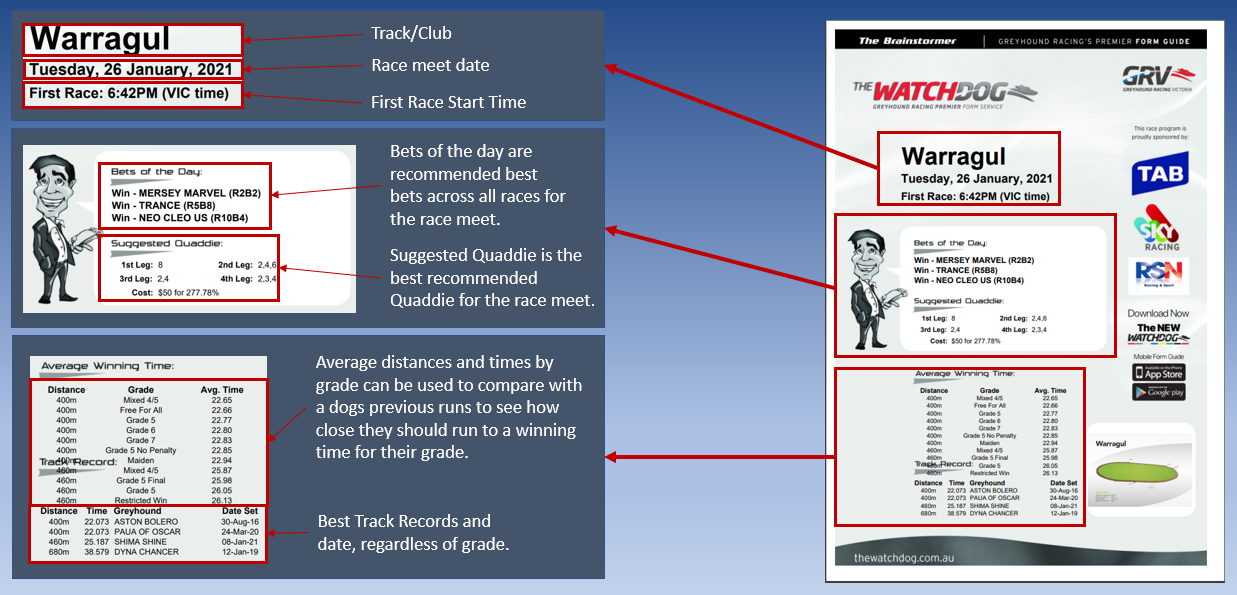 Warragul
Tuesday, 26 January, 2021
First Race: 6:42PM (VIC time)
Track/Club
Race meet date
First Race Start Time
Bets of the Day:
Win - MERSEY MARVEL (R2B2)
Win - TRANCE (R5B8)
Win - NEO CLEO US (R10B4)
Suggested Quaddie:
1st Leg: 8 2nd Leg: 2,4,6
3rd Leg: 2,4 4th Leg: 2,3,4
Cost: $50 for 277.78%
Bets of the day are
recommended best
bets across all races for
the race meet.
Suggested Quaddie is the
best recommended
Quaddie for the race meet.
Average Winning Time:
Distance Grade Avg. Time
400m Mixed 4/5 22.65
400m Free For All 22.66
400m Grade 5 22.77
400m Grade 6 22.80
400m Grade 7 22.83
400m Grade 5 No Penalty 22.85
400m Maiden 22.94
Track Record:
460m Mixed 4/5 25.87
460m Grade 5 Final 25.98
460m Grade 5 26.05
460m Restricted Win 26.13
Distance Time Greyhound Date Set
400m 22.073 ASTON BOLERO 30-Aug-16
400m 22.073 PAUA OF OSCAR 24-Mar-20
460m 25.187 SHIMA SHINE 08-Jan-21
680m 38.579 DYNA CHANCER 12-Jan-19
Average distances and times by
grade can be used to compare with
a dogs previous runs to see how
close they should run to a winning
time for their grade.
Best Track Records and
date, regardless of grade.
The Brainstormer | GREYHOUND RACING'S PREMIER FORM GUIDE
THE WATCHDOG
GREYHOUND RACING PREMIER FORM SERVICE
GRV
GREYHOUND RACING VICTORIA
This race program is
proudly sponsored by:
TAB
SKY
RACING
RSN
Racing & Sport
Download Now
The NEW
WATCHDOG
Mobile Form Guide
Available on the iPhone
App Store
Google play
Warragul
Tuesday, 26 January, 2021
First Race: 6:42PM (VIC time)
Bets of the Day:
Win - MERSEY MARVEL (R2B2)
Win - TRANCE (R5B8)
Win - NEO CLEO US (R10B4)
Suggested Quaddie:
1st Leg: 8 2nd Leg: 2,4,6
3rd Leg: 2,4 4th Leg: 2,3,4
Cost: $50 for 277.78%
Average Winning Time:
Distance Grade Avg. Time
400m Mixed 4/5 22.65
400m Free For All 22.66
400m Grade 5 22.77
400m Grade 6 22.80
400m Grade 7 22.83
400m Grade 5 No Penalty 22.85
400m Maiden 22.94
460m Mixed 4/5 25.87
460m Grade 5 Final 25.98
Track Record:
460m Grade 5 26.05
460m Restricted Win 26.13
Distance Time Greyhound Date Set
400m 22.073 ASTON BOLERO 30-Aug-16
400m 22.073 PAUA OF OSCAR 24-Mar-20
460m 25.187 SHIMA SHINE 08-Jan-21
680m 38.579 DYNA CHANCER 12-Jan-19
Warragul
thewatchdog.com.au